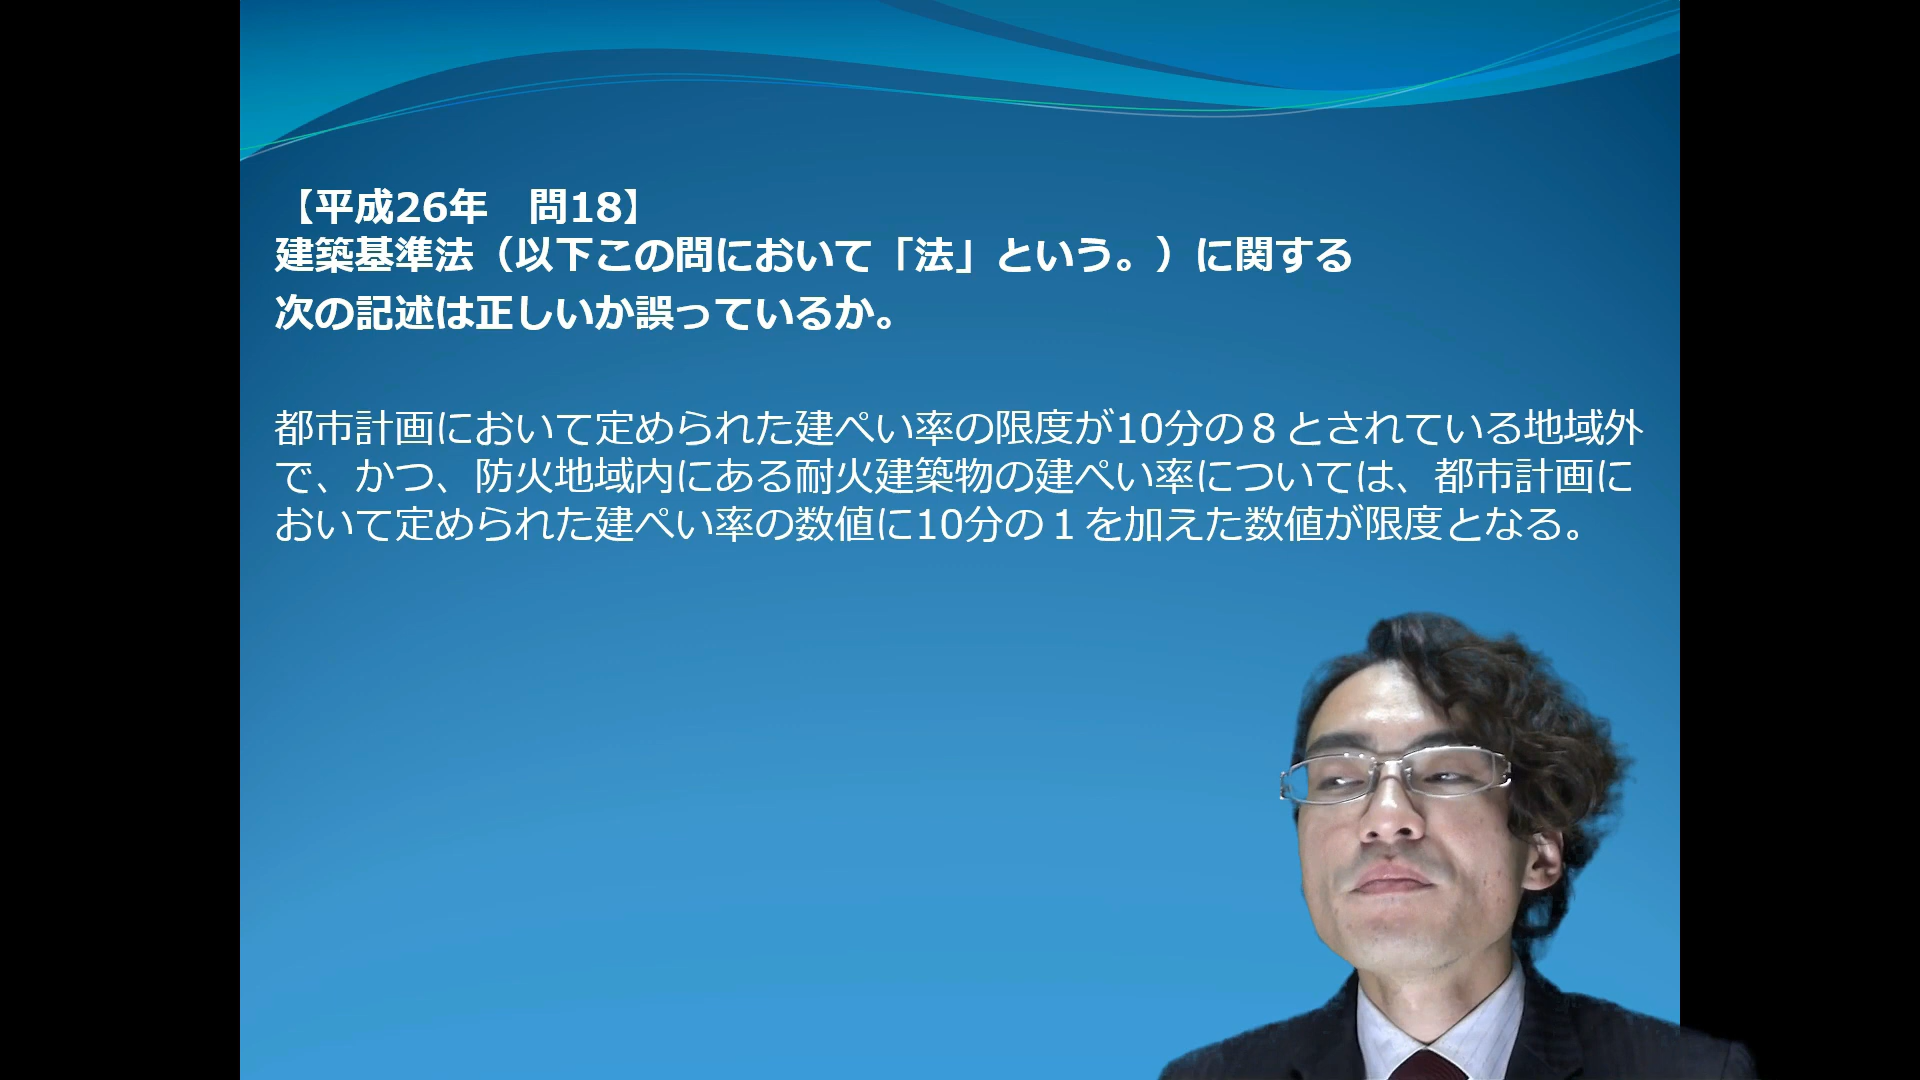 【平成26年　問18】
建築基準法（以下この問において「法」という。）に関する
次の記述は正しいか誤っているか。
都市計画において定められた建ぺい率の限度が10分の８とされている地域外
で、かつ、防火地域内にある耐火建築物の建ぺい率については、都市計画に
おいて定められた建ぺい率の数値に10分の１を加えた数値が限度となる。